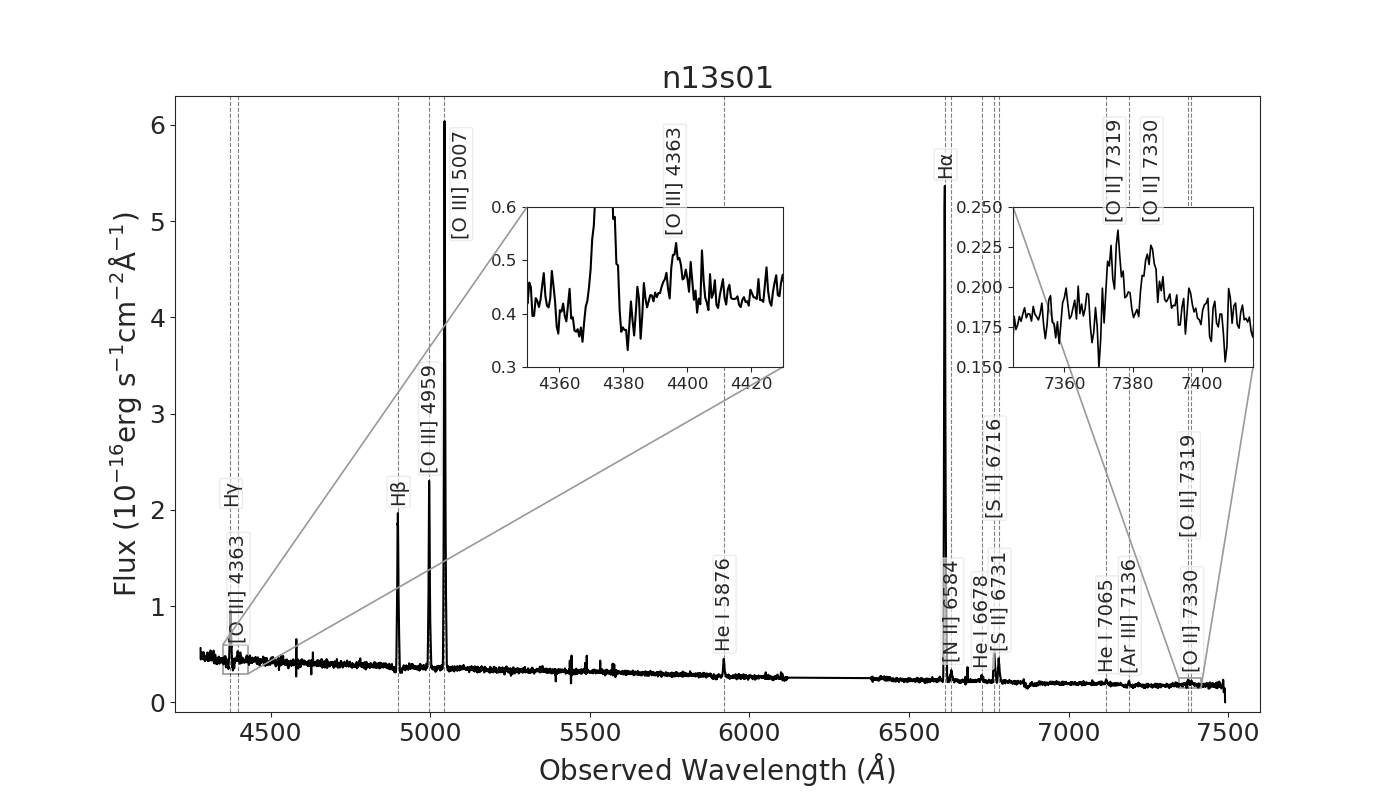 n13s01
Flux (10⁻¹⁶erg s⁻¹cm⁻²Å⁻¹)
6
5
4
3
2
1
0
Hγ
[O III] 4363
Hβ
[O III] 4959
[O III] 5007
He I 5876
Hα
[N II] 6584
He I 6678
[S II] 6716
[S II] 6731
He I 7065
[Ar III] 7136
[O II] 7319
[O II] 7330
[O III] 4363
0.6
0.5
0.4
0.3
4360 4380 4400 4420
[O II] 7319
[O II] 7330
0.250
0.225
0.200
0.175
0.150
7360 7380 7400
4500 5000 5500 6000 6500 7000 7500
Observed Wavelength (Å)